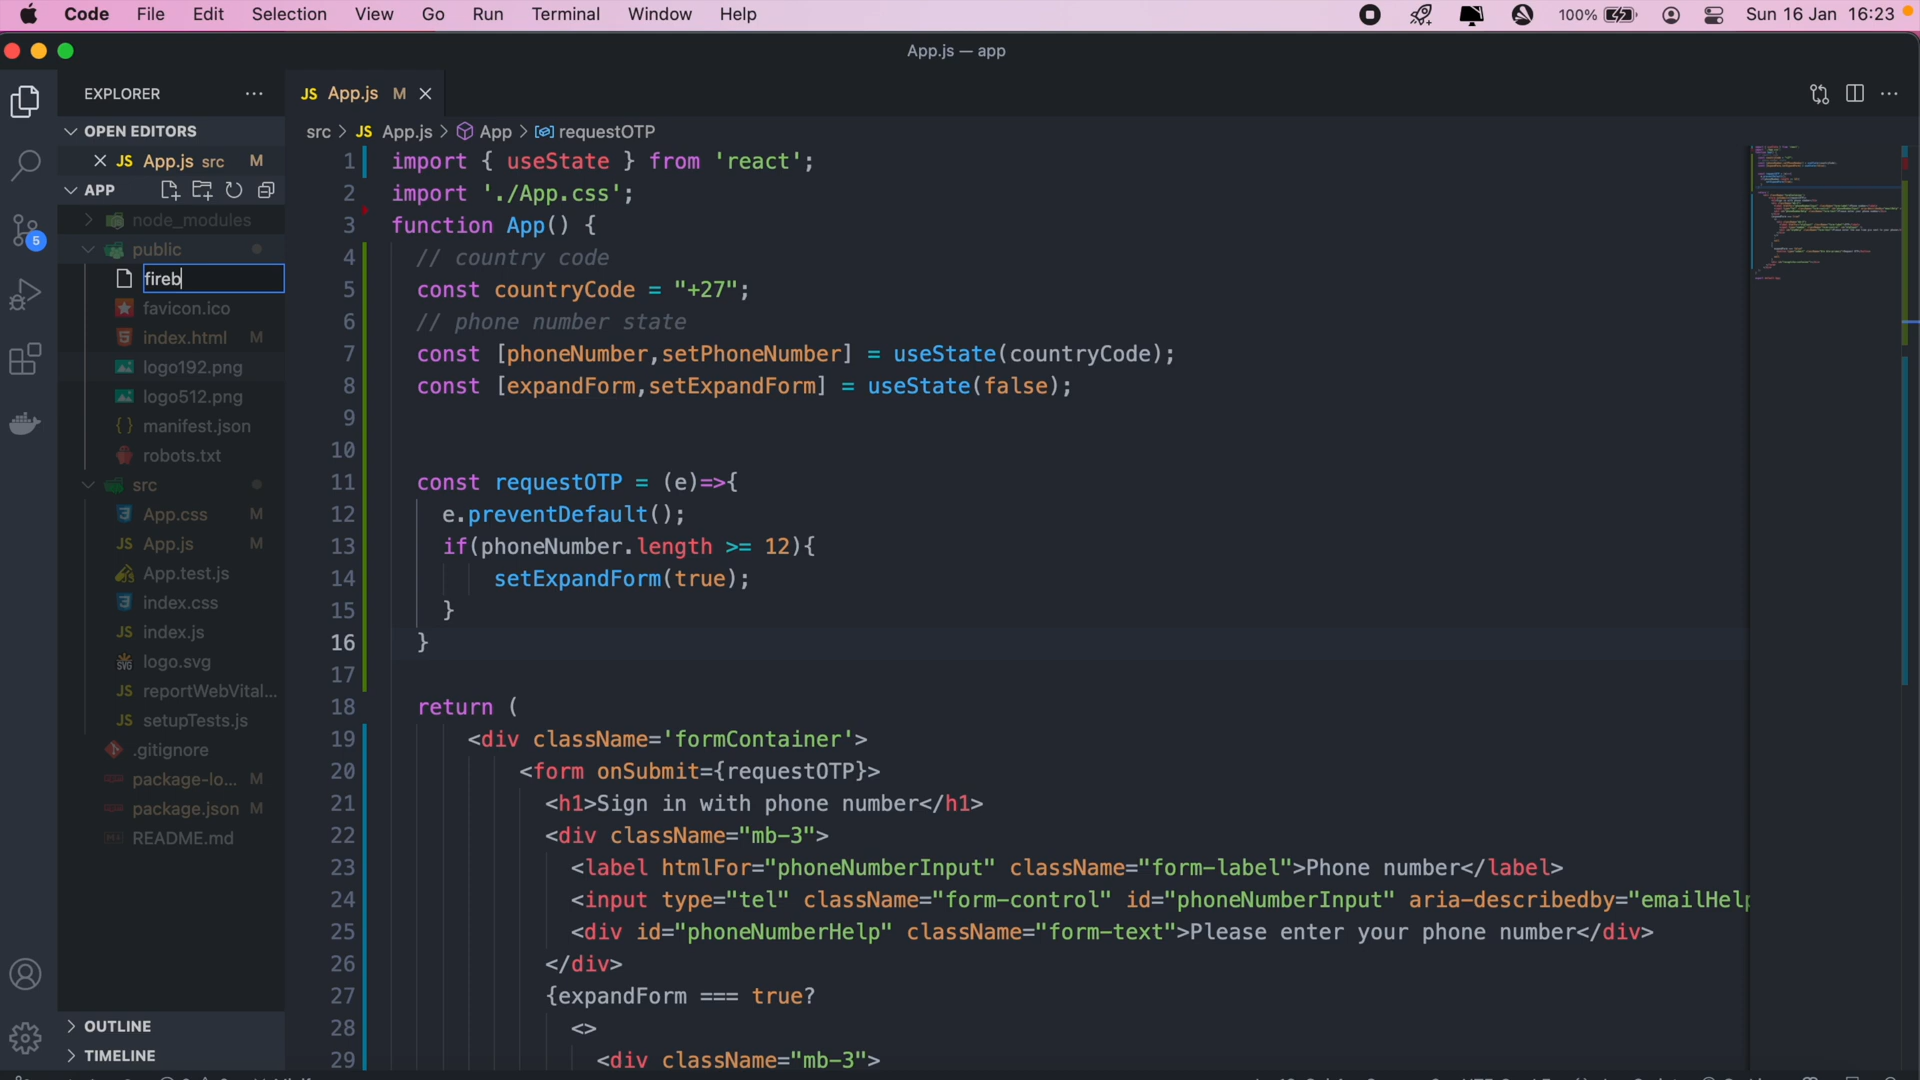 Code File Edit Selection View Go Run Terminal Window Help 100% Sun 16 Jan 16:23
App.js — app
EXPLORER
JS App.js M
OPEN EDITORS
src > JS App.js > App > requestOTP
JS App.js src M
APP
node_modules
public
fireb
favicon.ico
index.html M
logo192.png
logo512.png
{} manifest.json
robots.txt
src
App.css M
JS App.js M
App.test.js
index.css
JS index.js
SVG logo.svg
JS reportWebVital...
JS setupTests.js
.gitignore
package-lo... M
package.json M
README.md
5
OUTLINE
TIMELINE
1 import { useState } from 'react';
2 import './App.css';
3 function App() {
4 // country code
5 const countryCode = "+27";
6 // phone number state
7 const [phoneNumber,setPhoneNumber] = useState(countryCode);
8 const [expandForm,setExpandForm] = useState(false);
9
10
11 const requestOTP = (e)=>{
12 e.preventDefault();
13 if(phoneNumber.length >= 12){
14 setExpandForm(true);
15 }
16 }
17
18 return (
19 <div className='formContainer'>
20 <form onSubmit={requestOTP}>
21 <h1>Sign in with phone number</h1>
22 <div className="mb-3">
23 <label htmlFor="phoneNumberInput" className="form-label">Phone number</label>
24 <input type="tel" className="form-control" id="phoneNumberInput" aria-describedby="emailHelp
25 <div id="phoneNumberHelp" className="form-text">Please enter your phone number</div>
26 </div>
27 {expandForm === true?
28 <>
29 <div className="mb-3">